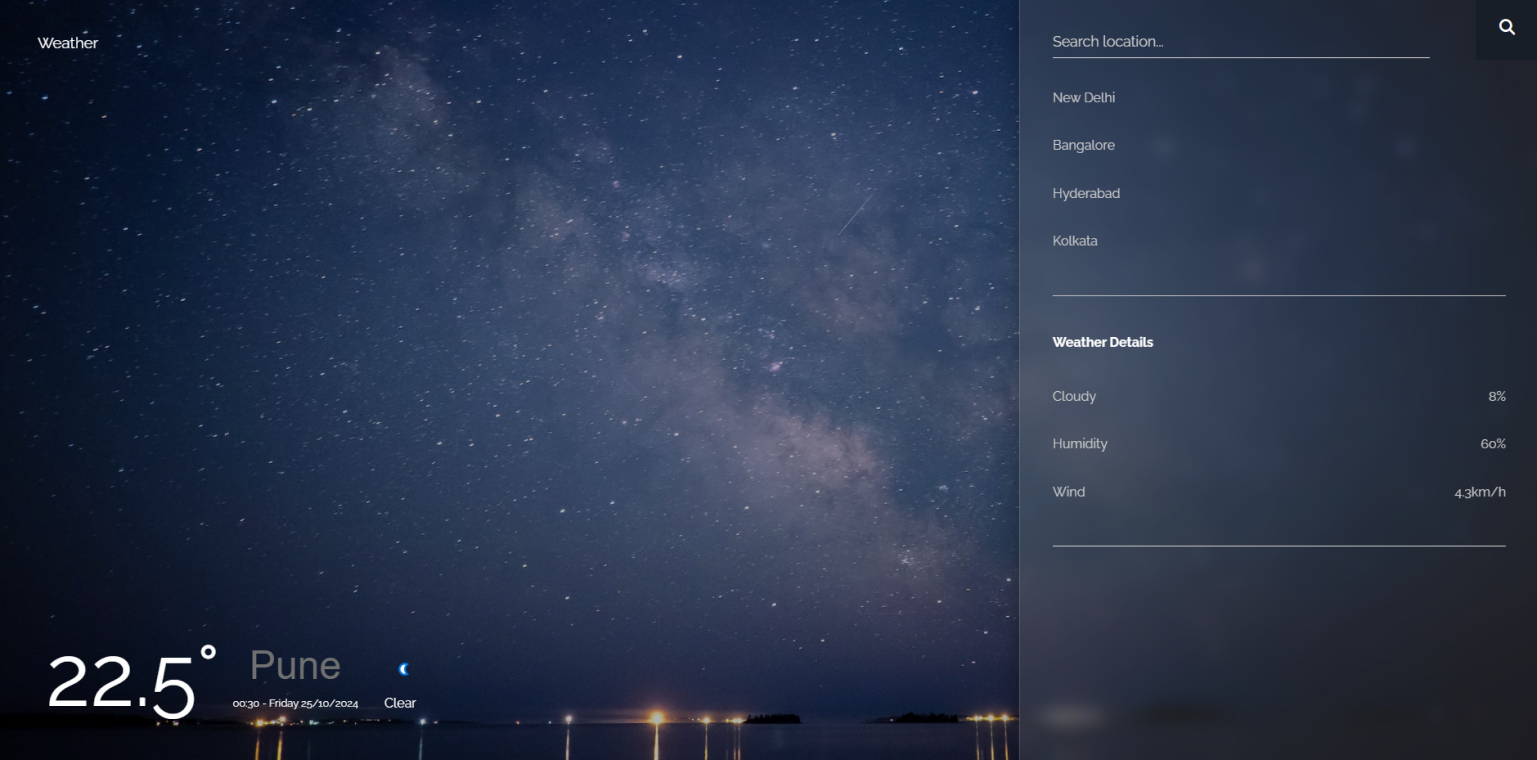 Weather
Search location...
New Delhi
Bangalore
Hyderabad
Kolkata
Weather Details
Cloudy 8%
Humidity 60%
Wind 4.3km/h
22.5°
Pune
00:30 - Friday 25/10/2024
Clear